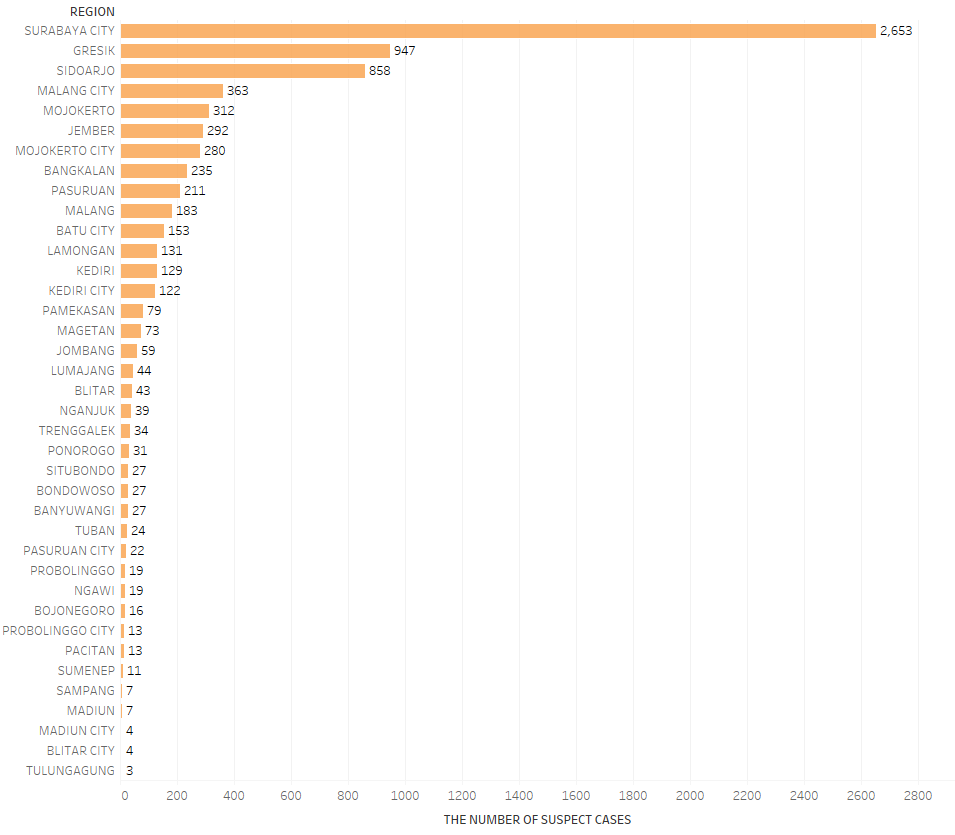 REGION
SURABAYA CITY 2,653
GRESIK 947
SIDOARJO 858
MALANG CITY 363
MOJOKERTO 312
JEMBER 292
MOJOKERTO CITY 280
BANGKALAN 235
PASURUAN 211
MALANG 183
BATU CITY 153
LAMONGAN 131
KEDIRI 129
KEDIRI CITY 122
PAMEKASAN 79
MAGETAN 73
JOMBANG 59
LUMAJANG 44
BLITAR 43
NGANJUK 39
TRENGGALEK 34
PONOROGO 31
SITUBONDO 27
BONDOWOSO 27
BANYUWANGI 27
TUBAN 24
PASURUAN CITY 22
PROBOLINGGO 19
NGAWI 19
BOJONEGORO 16
PROBOLINGGO CITY 13
PACITAN 13
SUMENEP 11
SAMPANG 7
MADIUN 7
MADIUN CITY 4
BLITAR CITY 4
TULUNGAGUNG 3
0 200 400 600 800 1000 1200 1400 1600 1800 2000 2200 2400 2600 2800
THE NUMBER OF SUSPECT CASES